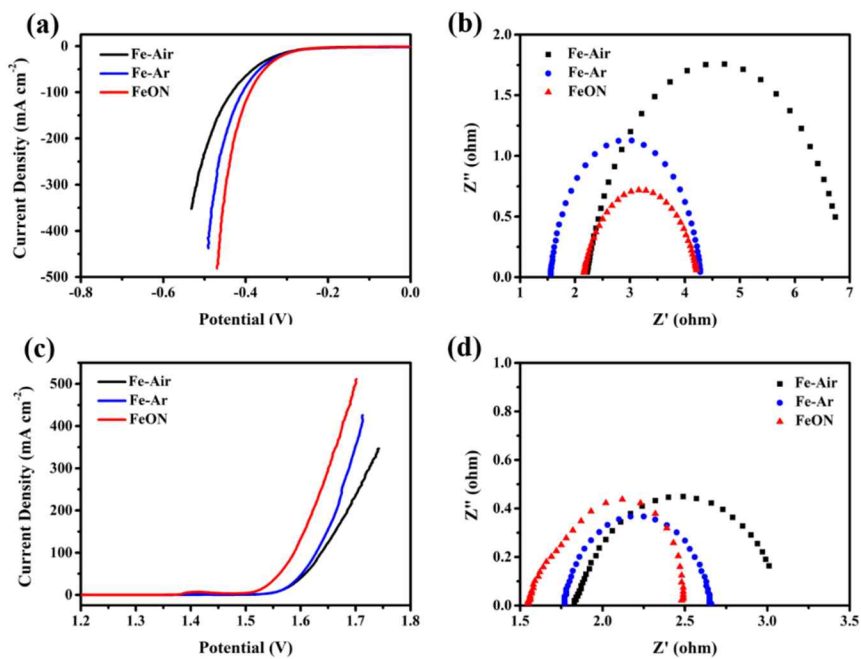 (a)
Fe-Air
Fe-Ar
FeON
0
-100
-200
-300
-400
-500
Current Density (mA cm⁻²)
-0.8 -0.6 -0.4 -0.2 0.0
Potential (V)
(b)
Fe-Air
Fe-Ar
FeON
2.0
1.5
1.0
0.5
0.0
Z" (ohm)
1 2 3 4 5 6 7
Z' (ohm)
(c)
Fe-Air
Fe-Ar
FeON
500
400
300
200
100
0
Current Density (mA cm⁻²)
1.2 1.3 1.4 1.5 1.6 1.7 1.8
Potential (V)
(d)
Fe-Air
Fe-Ar
FeON
1.0
0.8
0.6
0.4
0.2
0.0
Z" (ohm)
1.5 2.0 2.5 3.0 3.5
Z' (ohm)